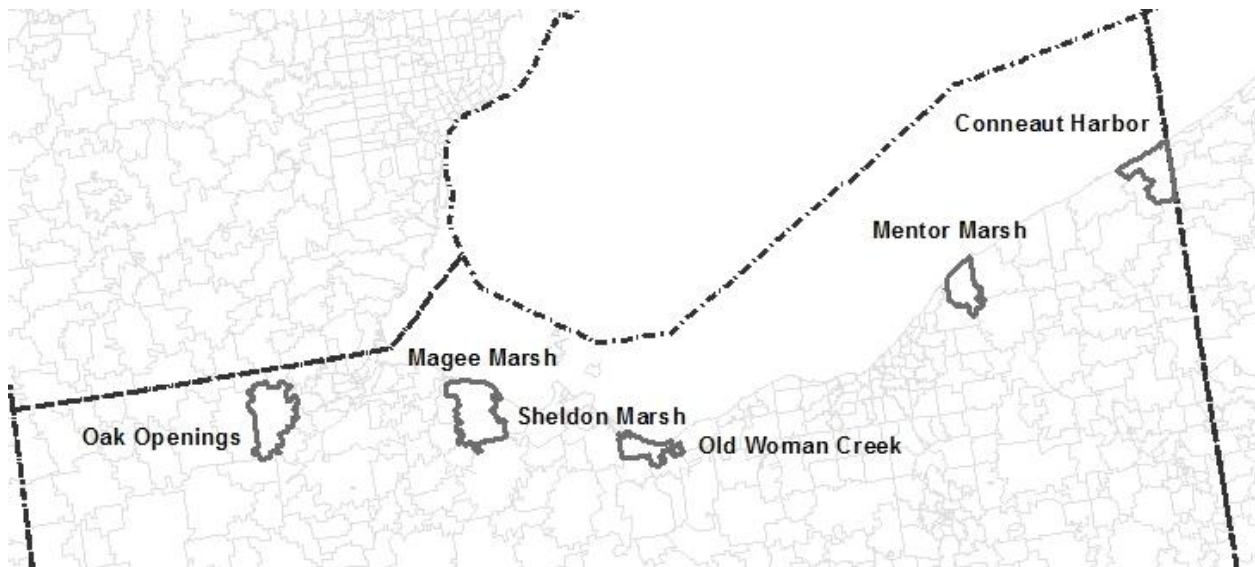 Conneaut Harbor
Mentor Marsh
Magee Marsh
Sheldon Marsh
Oak Openings
Old Woman Creek